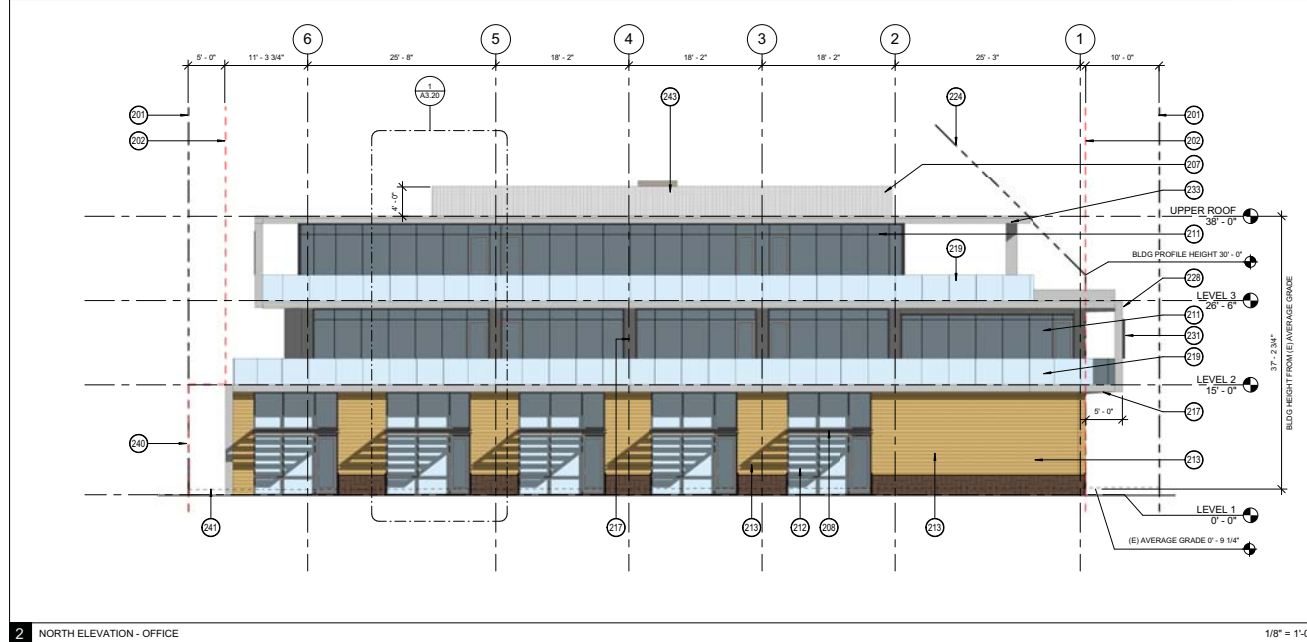 6 5 4 3 2 1
5' - 0" 11' - 3 3/4" 25' - 8" 18' - 2" 18' - 2" 18' - 2" 25' - 3" 10' - 0"
1
A3.20
243 224
201 201
202 202
207
4' - 0" 233
UPPER ROOF
38' - 0"
211
219 BLDG PROFILE HEIGHT 30' - 0"
228
LEVEL 3
26' - 6"
211
231
219
37' - 2 3/4"
BLDG HEIGHT FROM (E) AVERAGE GRADE
LEVEL 2
15' - 0"
217
5' - 0"
240 213
241 217 213 212 208 213
LEVEL 1
0' - 0"
(E) AVERAGE GRADE 0' - 9 1/4"
2 NORTH ELEVATION - OFFICE 1/8" = 1'-0